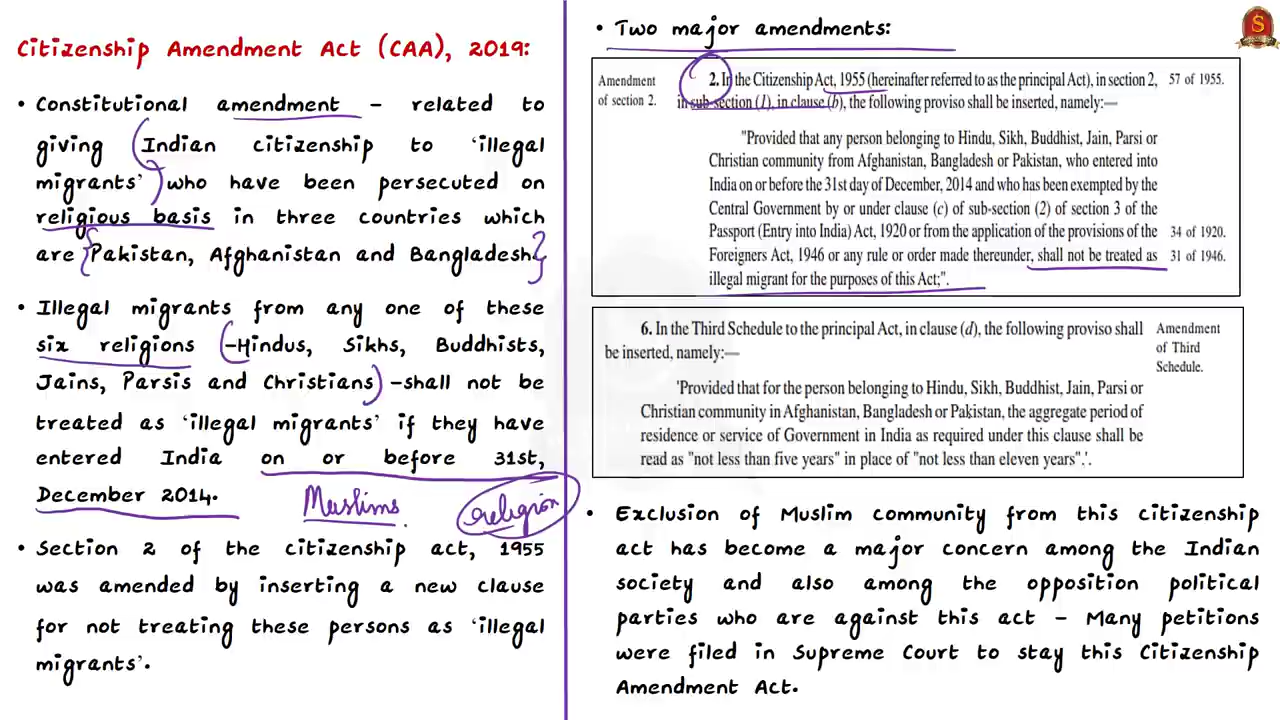 Citizenship Amendment Act (CAA), 2019:
• Constitutional amendment – related to
giving Indian citizenship to 'illegal
migrants' who have been persecuted on
religious basis in three countries which
are Pakistan, Afghanistan and Bangladesh.
• Illegal migrants from any one of these
six religions –Hindus, Sikhs, Buddhists,
Jains, Parsis and Christians –shall not be
treated as 'illegal migrants' if they have
entered India on or before 31st,
December 2014.
Muslims religion
• Section 2 of the citizenship act, 1955
was amended by inserting a new clause
for not treating these persons as 'illegal
migrants'.
• Two major amendments:
Amendment
of section 2.
2. In the Citizenship Act, 1955 (hereinafter referred to as the principal Act), in section 2,
57 of 1955.
in sub-section (1), in clause (b), the following proviso shall be inserted, namely:—
"Provided that any person belonging to Hindu, Sikh, Buddhist, Jain, Parsi or
Christian community from Afghanistan, Bangladesh or Pakistan, who entered into
India on or before the 31st day of December, 2014 and who has been exempted by the
Central Government by or under clause (c) of sub-section (2) of section 3 of the
Passport (Entry into India) Act, 1920 or from the application of the provisions of the
34 of 1920.
Foreigners Act, 1946 or any rule or order made thereunder, shall not be treated as
31 of 1946.
illegal migrant for the purposes of this Act;".
6. In the Third Schedule to the principal Act, in clause (d), the following proviso shall
be inserted, namely:—
Amendment
of Third
Schedule.
'Provided that for the person belonging to Hindu, Sikh, Buddhist, Jain, Parsi or
Christian community in Afghanistan, Bangladesh or Pakistan, the aggregate period of
residence or service of Government in India as required under this clause shall be
read as "not less than five years" in place of "not less than eleven years".'.
• Exclusion of Muslim community from this citizenship
act has become a major concern among the Indian
society and also among the opposition political
parties who are against this act – Many petitions
were filed in Supreme Court to stay this Citizenship
Amendment Act.
S